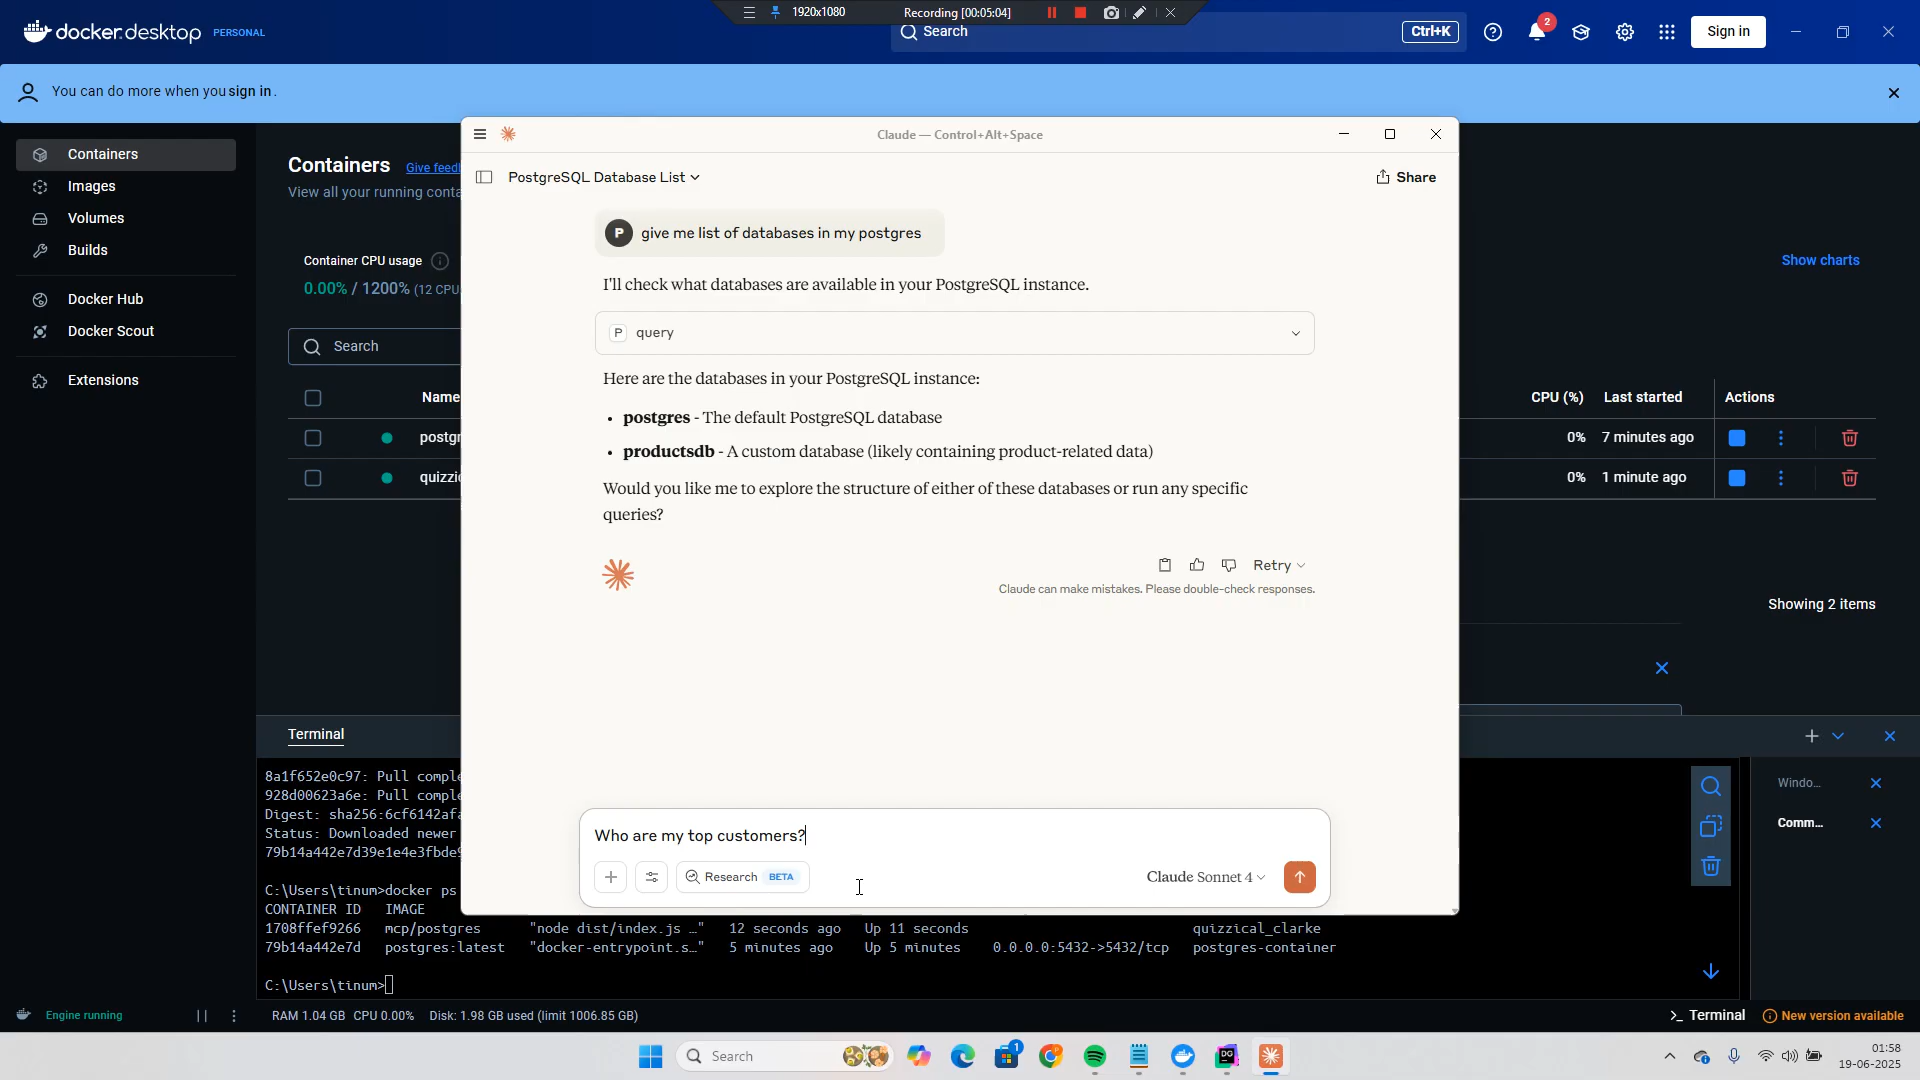 1920x1080
Recording [00:05:04]
docker.desktop PERSONAL
Search
Ctrl+K
2
Sign in
You can do more when you sign in.
Claude — Control+Alt+Space
Containers
Images
Volumes
Builds
Docker Hub
Docker Scout
Extensions
Containers
Give feed
View all your running conta
Container CPU usage
0.00% / 1200% (12 CPU
Show charts
Search
Name
CPU (%)
Last started
Actions
postgr
0%
7 minutes ago
quizzi
0%
1 minute ago
Showing 2 items
PostgreSQL Database List
Share
P
give me list of databases in my postgres
I'll check what databases are available in your PostgreSQL instance.
P
query
Here are the databases in your PostgreSQL instance:
• postgres - The default PostgreSQL database
• productsdb - A custom database (likely containing product-related data)
Would you like me to explore the structure of either of these databases or run any specific
queries?
Retry
Claude can make mistakes. Please double-check responses.
Who are my top customers?
Research BETA
Claude Sonnet 4
Terminal
Windo...
Comm...
8a1f652e0c97: Pull comple
928d00623a6e: Pull comple
Digest: sha256:6cf6142afa
Status: Downloaded newer
79b14a442e7d39e1e4e3fbde9
C:\Users\tinum>docker ps
CONTAINER ID IMAGE
1708ffef9266 mcp/postgres "node dist/index.js …" 12 seconds ago Up 11 seconds quizzical_clarke
79b14a442e7d postgres:latest "docker-entrypoint.s…" 5 minutes ago Up 5 minutes 0.0.0.0:5432->5432/tcp postgres-container
C:\Users\tinum>
Engine running
RAM 1.04 GB CPU 0.00% Disk: 1.98 GB used (limit 1006.85 GB)
>_ Terminal
New version available
Search
1
DG
01:58
19-06-2025